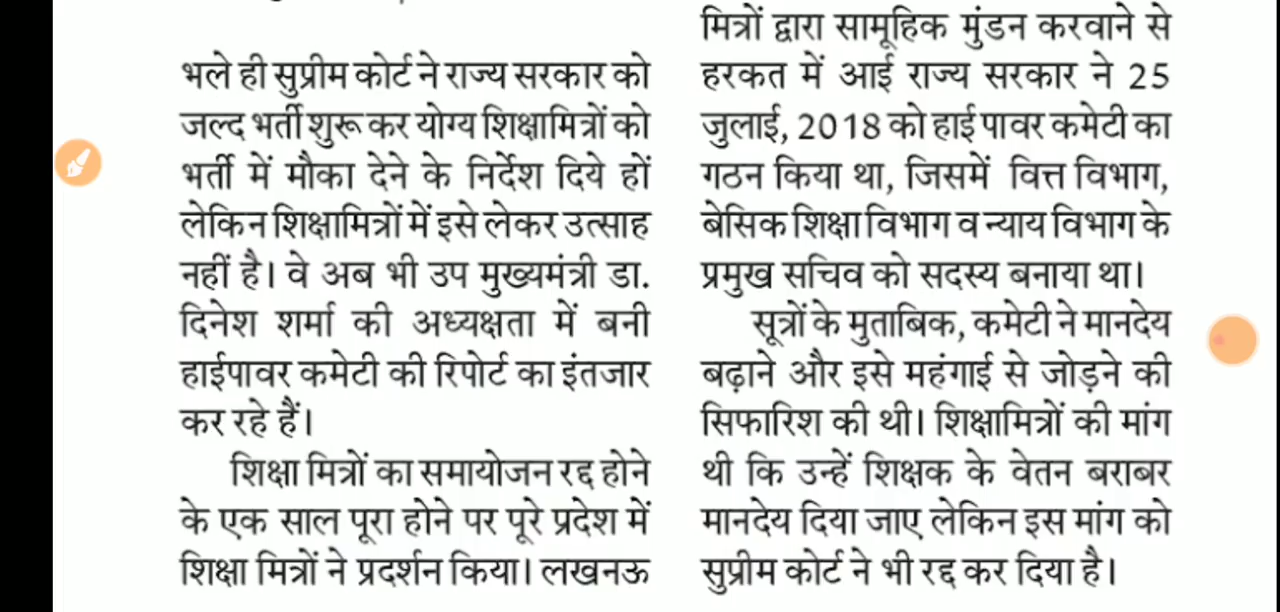 भले ही सुप्रीम कोर्ट ने राज्य सरकार को
जल्द भर्ती शुरू कर योग्य शिक्षामित्रों को
भर्ती में मौका देने के निर्देश दिये हों
लेकिन शिक्षामित्रों में इसे लेकर उत्साह
नहीं है। वे अब भी उप मुख्यमंत्री डा.
दिनेश शर्मा की अध्यक्षता में बनी
हाईपावर कमेटी की रिपोर्ट का इंतजार
कर रहे हैं।
शिक्षा मित्रों का समायोजन रद्द होने
के एक साल पूरा होने पर पूरे प्रदेश में
शिक्षा मित्रों ने प्रदर्शन किया। लखनऊ
मित्रों द्वारा सामूहिक मुंडन करवाने से
हरकत में आई राज्य सरकार ने 25
जुलाई, 2018 को हाई पावर कमेटी का
गठन किया था, जिसमें वित्त विभाग,
बेसिक शिक्षा विभाग व न्याय विभाग के
प्रमुख सचिव को सदस्य बनाया था।
सूत्रों के मुताबिक, कमेटी ने मानदेय
बढ़ाने और इसे महंगाई से जोड़ने की
सिफारिश की थी। शिक्षामित्रों की मांग
थी कि उन्हें शिक्षक के वेतन बराबर
मानदेय दिया जाए लेकिन इस मांग को
सुप्रीम कोर्ट ने भी रद्द कर दिया है।